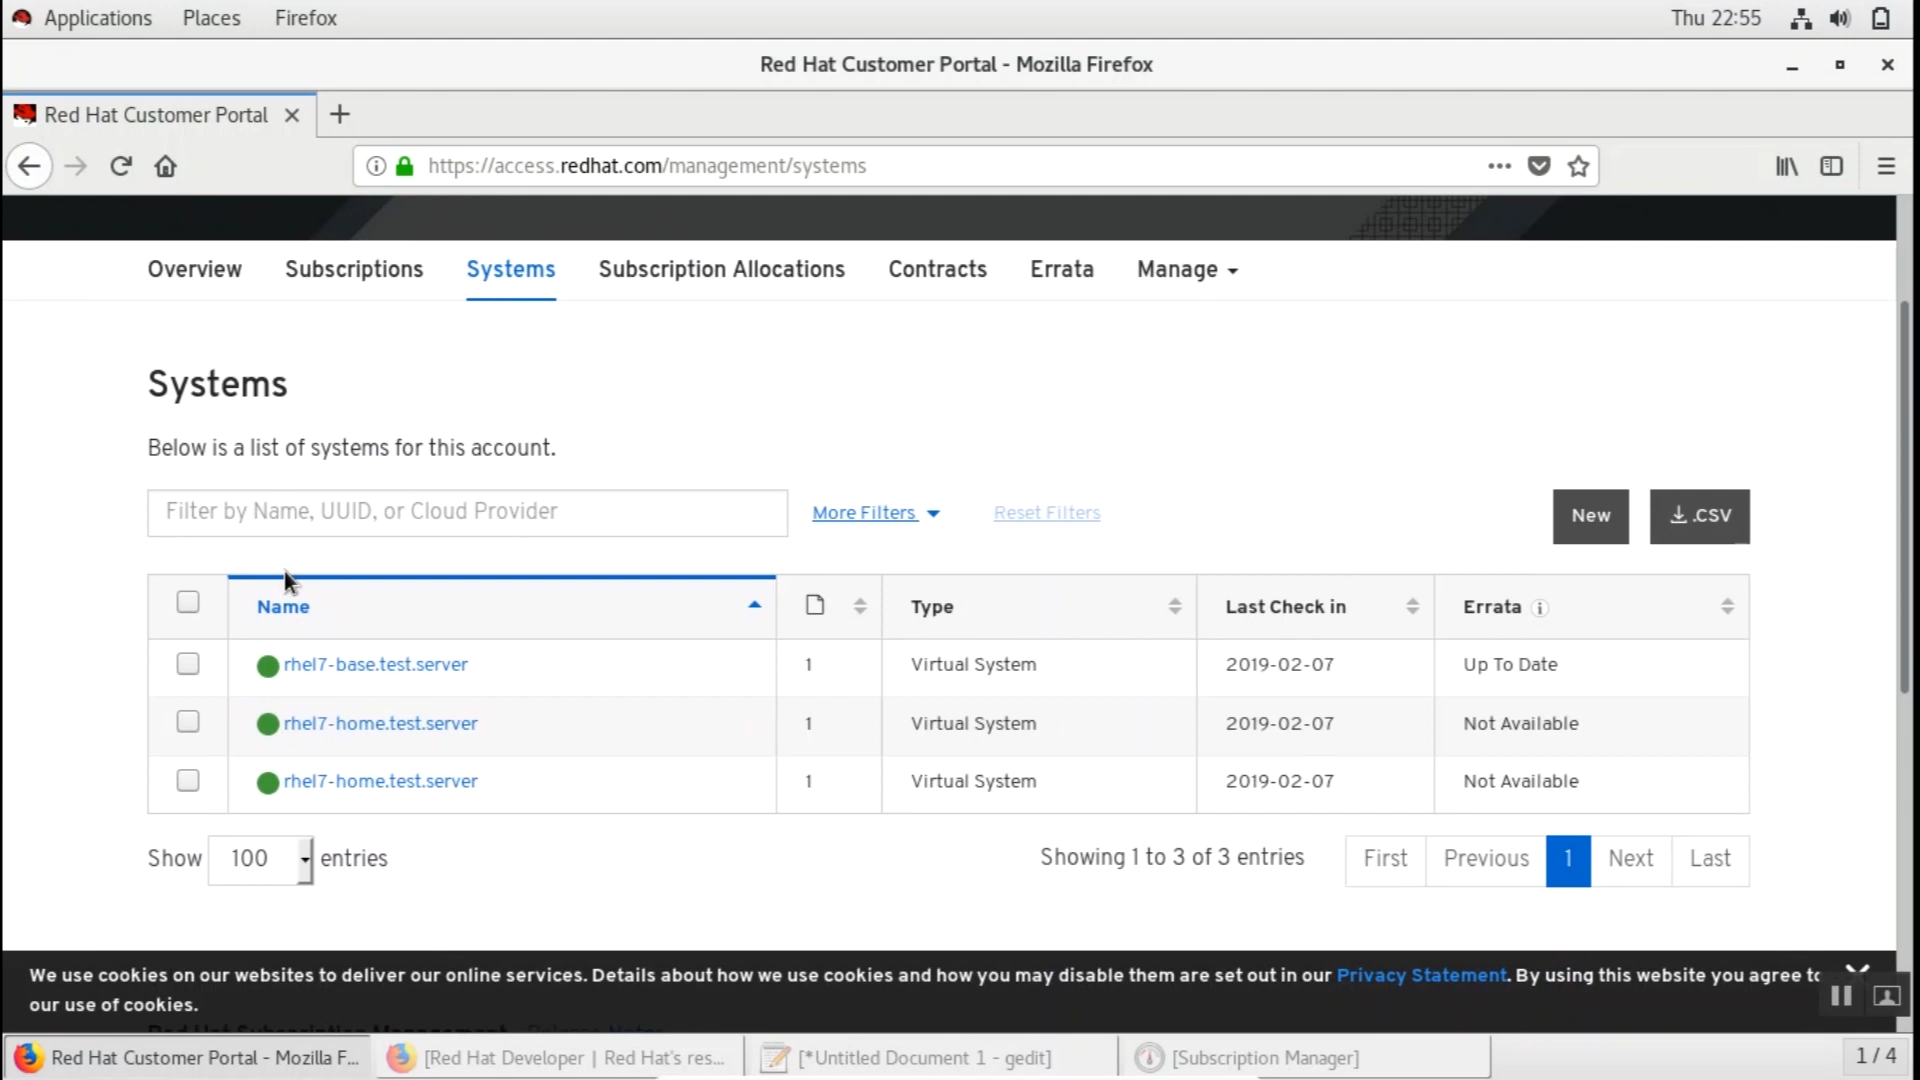 Applications Places Firefox Thu 22:55
Red Hat Customer Portal - Mozilla Firefox
Red Hat Customer Portal
https://access.redhat.com/management/systems
Overview Subscriptions Systems Subscription Allocations Contracts Errata Manage
Systems
Below is a list of systems for this account.
Filter by Name, UUID, or Cloud Provider More Filters Reset Filters New .CSV
Name Type Last Check in Errata
rhel7-base.test.server 1 Virtual System 2019-02-07 Up To Date
rhel7-home.test.server 1 Virtual System 2019-02-07 Not Available
rhel7-home.test.server 1 Virtual System 2019-02-07 Not Available
Show 100 entries Showing 1 to 3 of 3 entries First Previous 1 Next Last
We use cookies on our websites to deliver our online services. Details about how we use cookies and how you may disable them are set out in our Privacy Statement. By using this website you agree to
our use of cookies.
Red Hat Customer Portal - Mozilla F... [Red Hat Developer | Red Hat's res... [*Untitled Document 1 - gedit] [Subscription Manager] 1 / 4